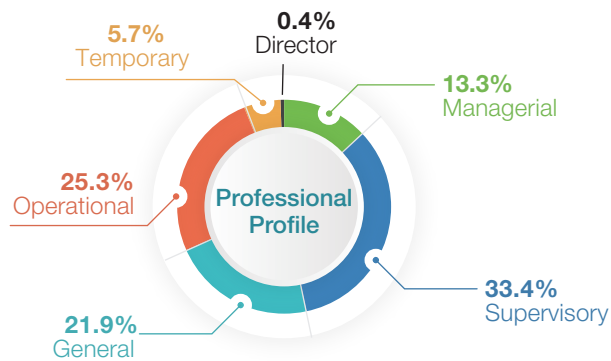 5.7%
Temporary
0.4%
Director
13.3%
Managerial
25.3%
Operational
Professional
Profile
33.4%
Supervisory
21.9%
General